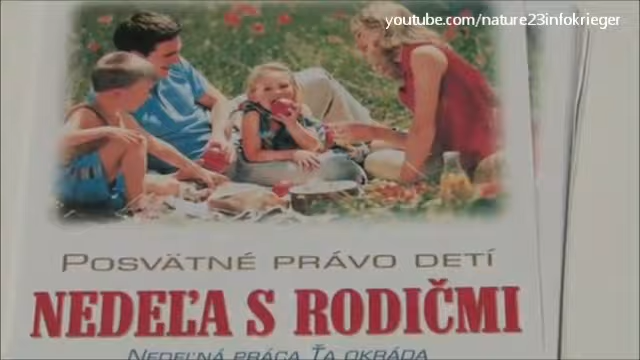 youtube.com/nature23infokrieger
POSVÄTNÉ PRÁVO DETÍ
NEDEĽA S RODIČMI
NEDEĽNÁ PRÁCA ŤA OKRÁDA